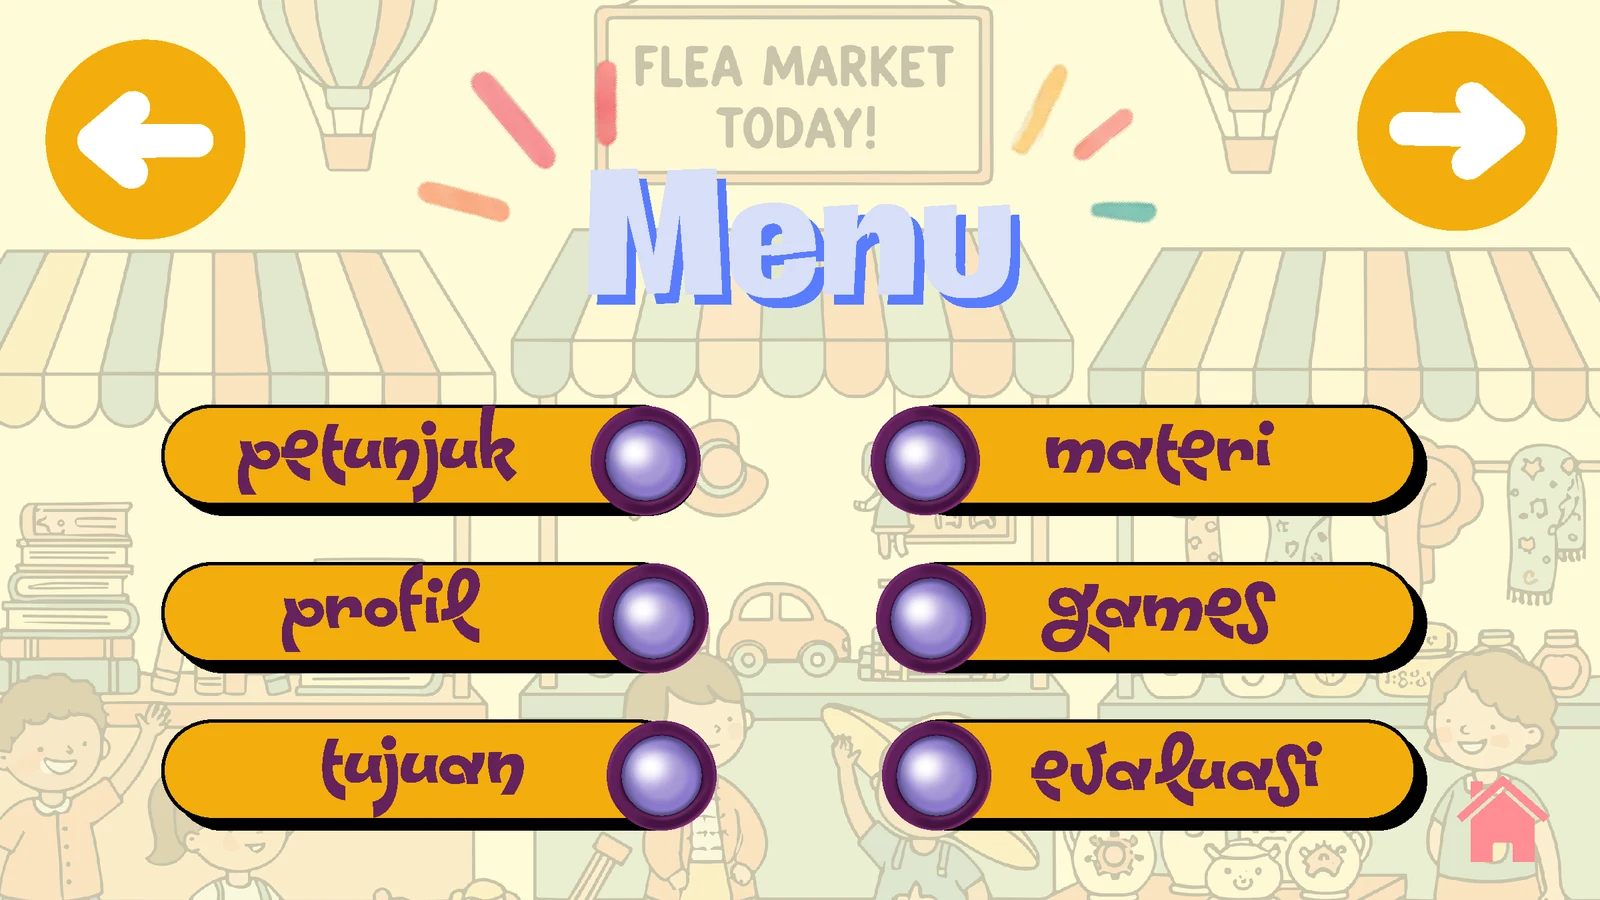 FLEA MARKET
TODAY!
Menu
petunjuk
materi
profil
games
tujuan
evaluasi